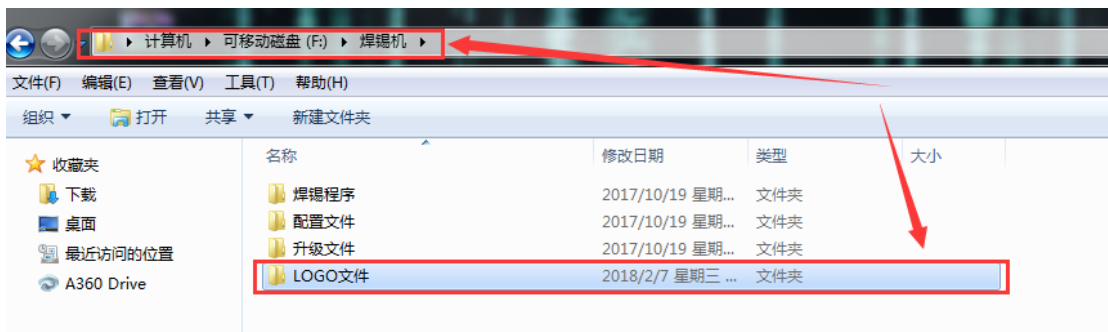 计算机 ▸ 可移动磁盘 (F:) ▸ 焊锡机 ▸
文件(F) 编辑(E) 查看(V) 工具(T) 帮助(H)
组织 ▼ 打开 共享 ▼ 新建文件夹
收藏夹
下载
桌面
最近访问的位置
A360 Drive
名称 修改日期 类型 大小
焊锡程序 2017/10/19 星期... 文件夹
配置文件 2017/10/19 星期... 文件夹
升级文件 2017/10/19 星期... 文件夹
LOGO文件 2018/2/7 星期三 ... 文件夹